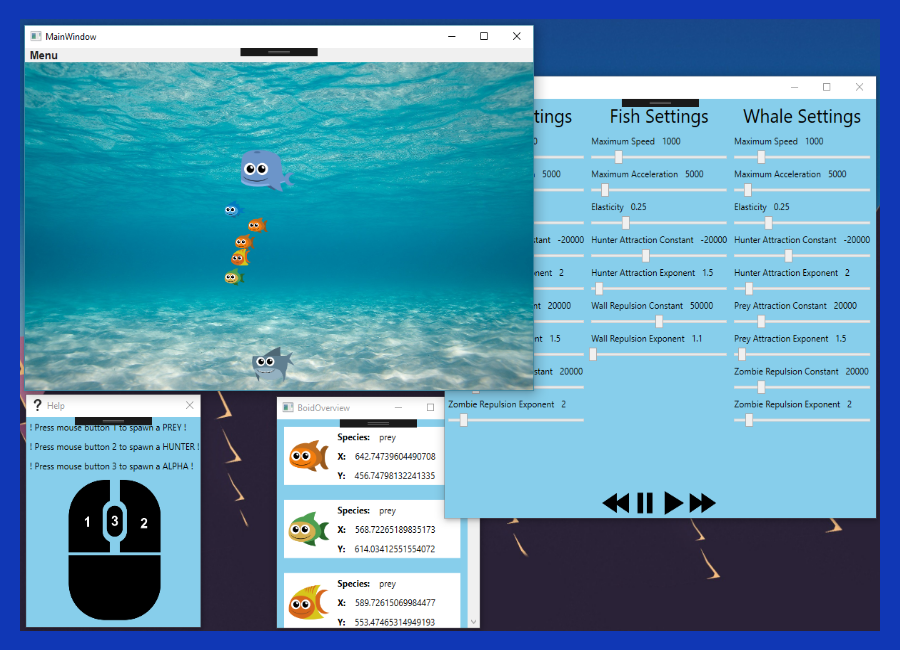 MainWindow
Menu
tings
0
5000
stant -20000
nent 2
t 20000
t 1.5
stant 20000
Zombie Repulsion Exponent 2
Fish Settings
Maximum Speed 1000
Maximum Acceleration 5000
Elasticity 0.25
Hunter Attraction Constant -20000
Hunter Attraction Exponent 1.5
Wall Repulsion Constant 50000
Wall Repulsion Exponent 1.1
Whale Settings
Maximum Speed 1000
Maximum Acceleration 5000
Elasticity 0.25
Hunter Attraction Constant -20000
Hunter Attraction Exponent 2
Prey Attraction Constant 20000
Prey Attraction Exponent 1.5
Zombie Repulsion Constant 20000
Zombie Repulsion Exponent 2
? Help
! Press mouse button 1 to spawn a PREY !
! Press mouse button 2 to spawn a HUNTER !
! Press mouse button 3 to spawn a ALPHA !
1 3 2
BoidOverview
Species: prey
X: 642.74739604490708
Y: 456.74798132241335
Species: prey
X: 568.72265189835173
Y: 614.03412551554072
Species: prey
X: 589.72615069984477
Y: 553.47465314949193